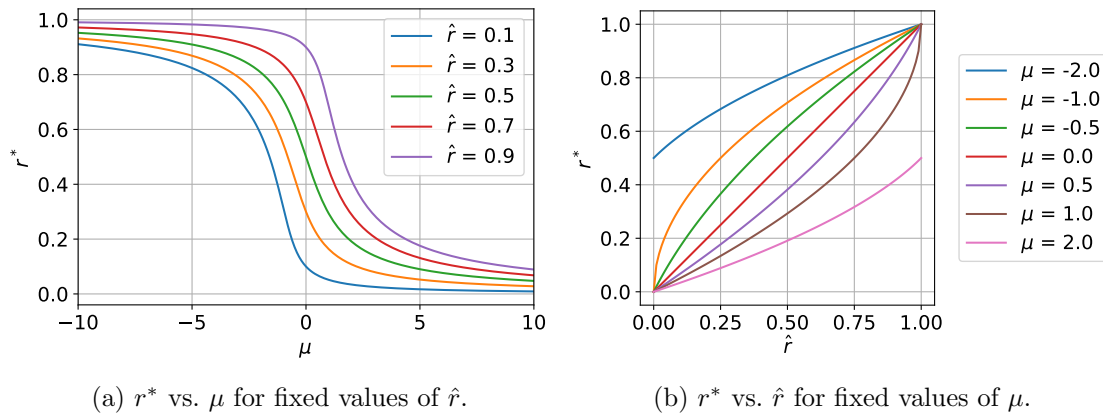 1.0
0.8
0.6
0.4
0.2
0.0
r*
−10
−5
0
5
10
μ
r̂ = 0.1
r̂ = 0.3
r̂ = 0.5
r̂ = 0.7
r̂ = 0.9
(a) r* vs. μ for fixed values of r̂.
1.0
0.8
0.6
0.4
0.2
0.0
r*
0.00
0.25
0.50
0.75
1.00
r̂
μ = -2.0
μ = -1.0
μ = -0.5
μ = 0.0
μ = 0.5
μ = 1.0
μ = 2.0
(b) r* vs. r̂ for fixed values of μ.